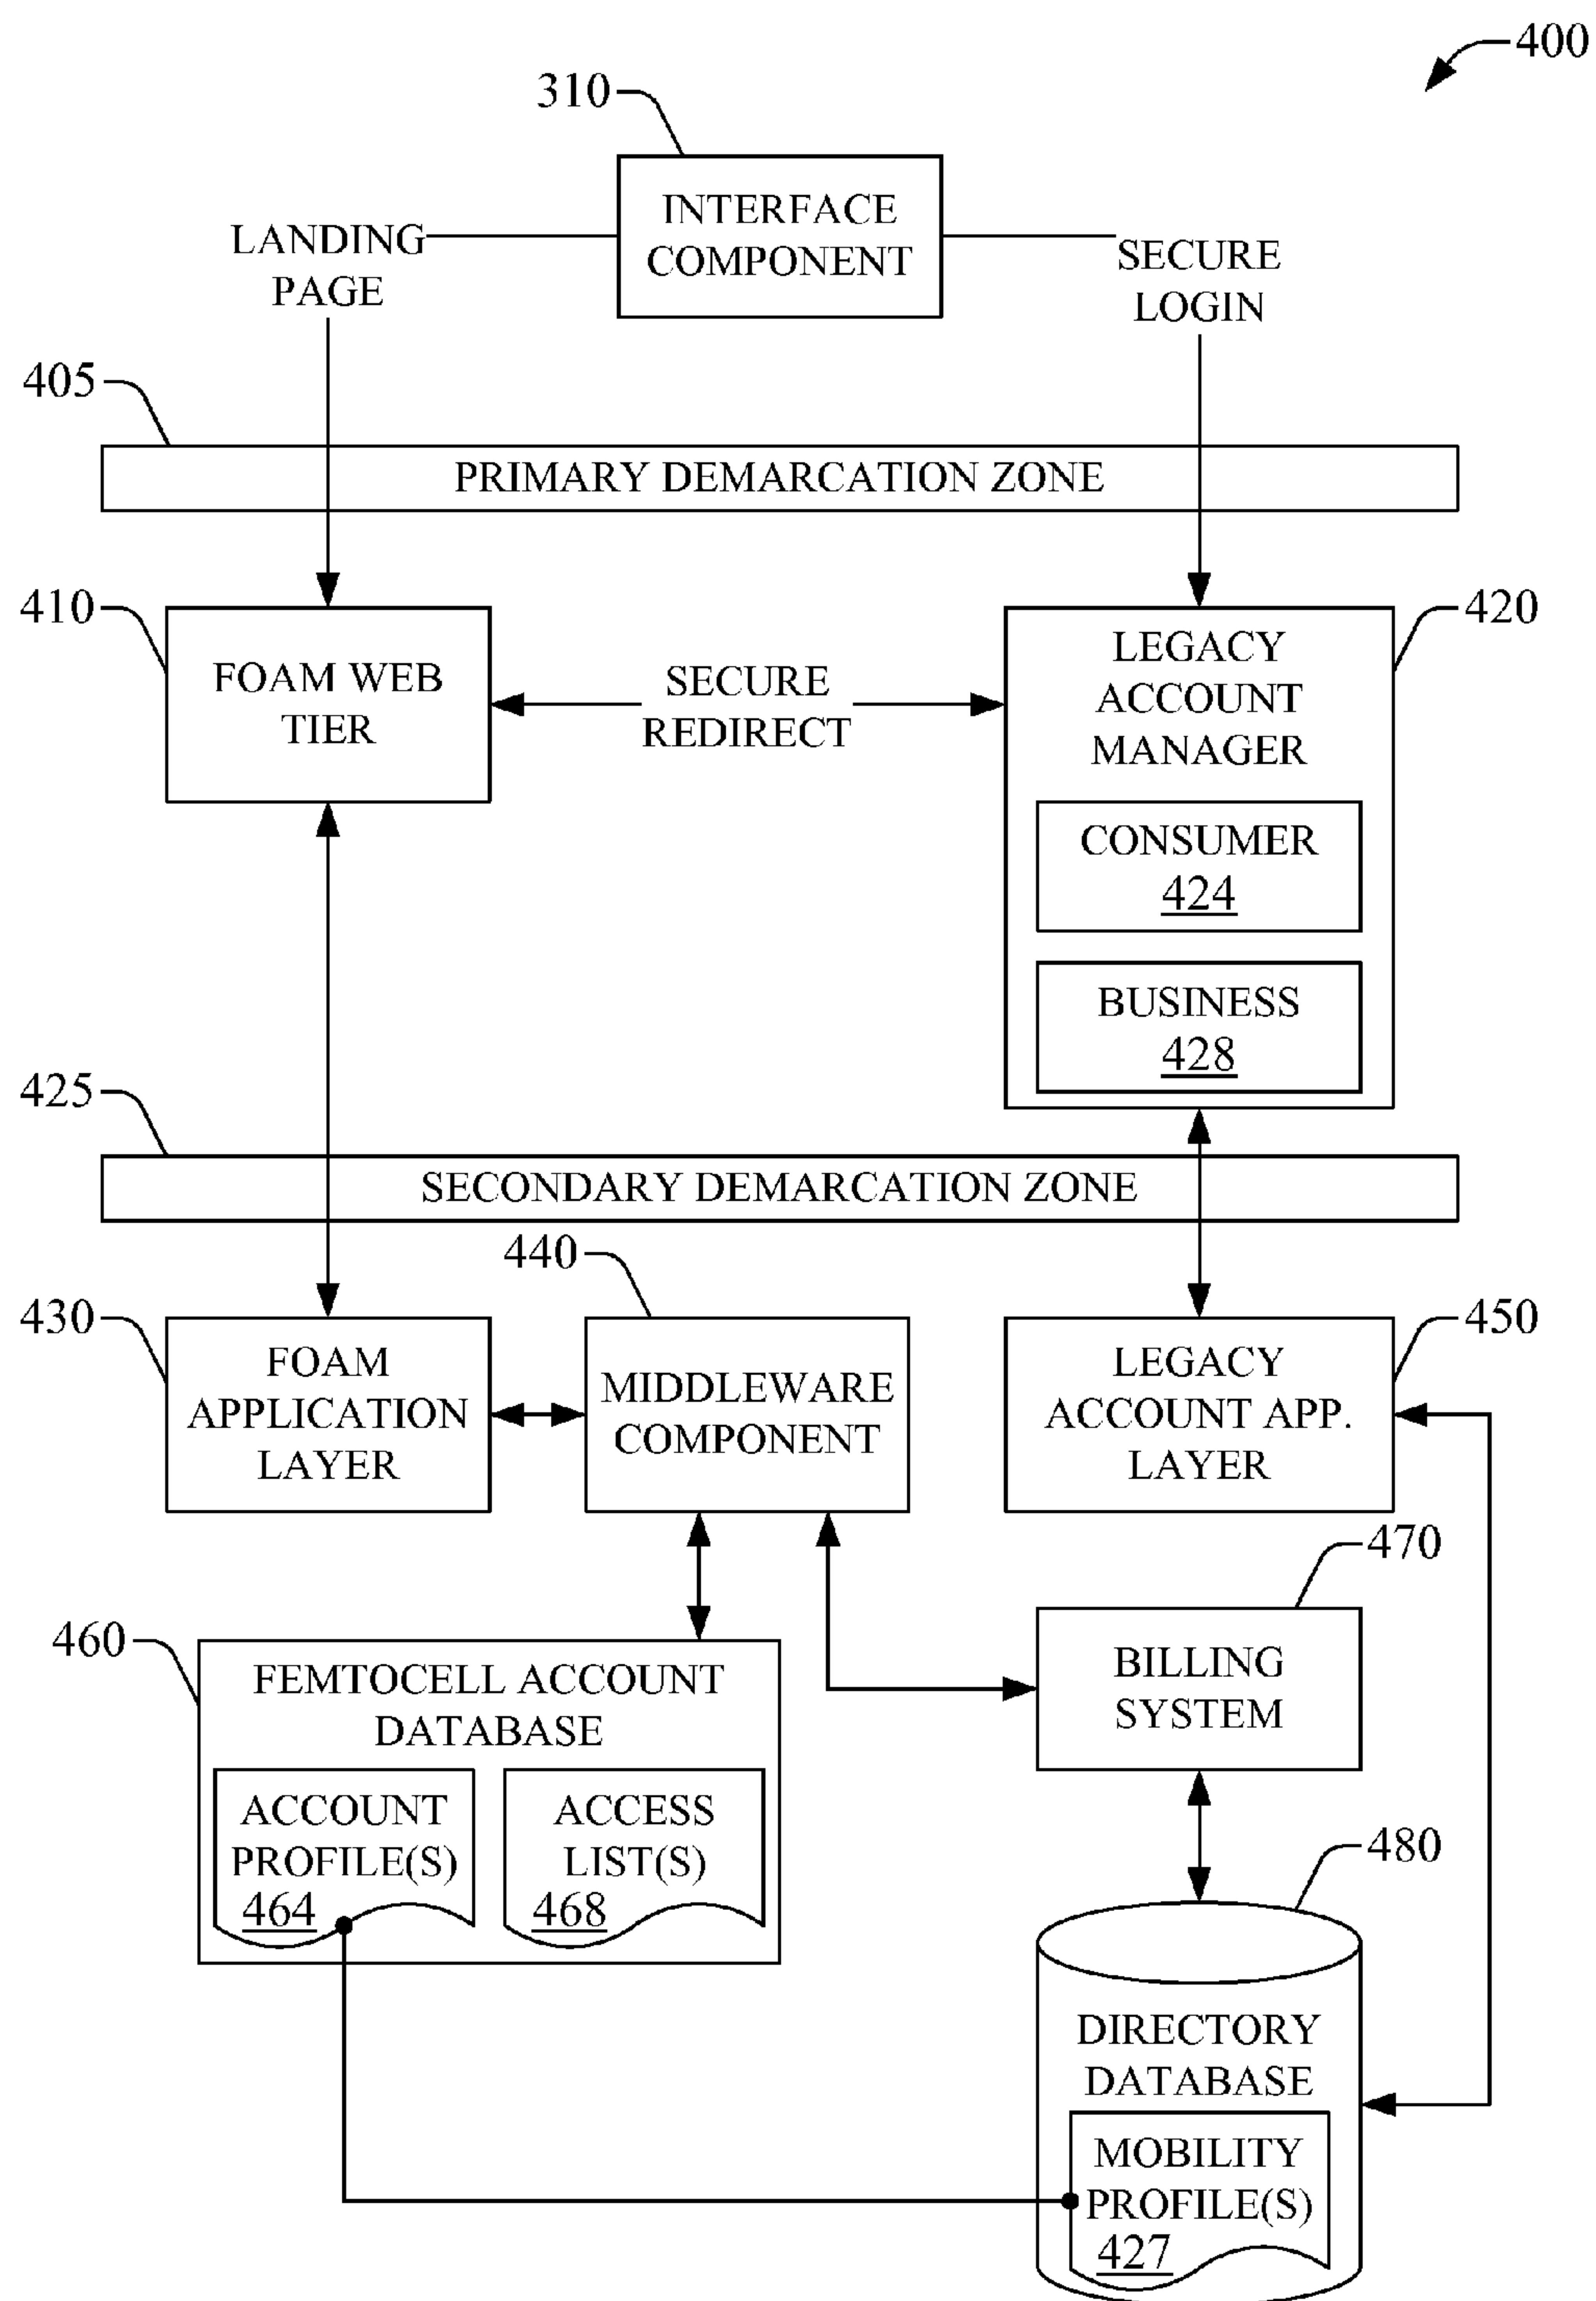 400
310
INTERFACE
COMPONENT
LANDING
PAGE
SECURE
LOGIN
405
PRIMARY DEMARCATION ZONE
410
FOAM WEB
TIER
SECURE
REDIRECT
420
LEGACY
ACCOUNT
MANAGER
CONSUMER
424
BUSINESS
428
425
SECONDARY DEMARCATION ZONE
430
FOAM
APPLICATION
LAYER
440
MIDDLEWARE
COMPONENT
450
LEGACY
ACCOUNT APP.
LAYER
460
FEMTOCELL ACCOUNT
DATABASE
ACCOUNT
PROFILE(S)
464
ACCESS
LIST(S)
468
470
BILLING
SYSTEM
480
DIRECTORY
DATABASE
MOBILITY
PROFILE(S)
427